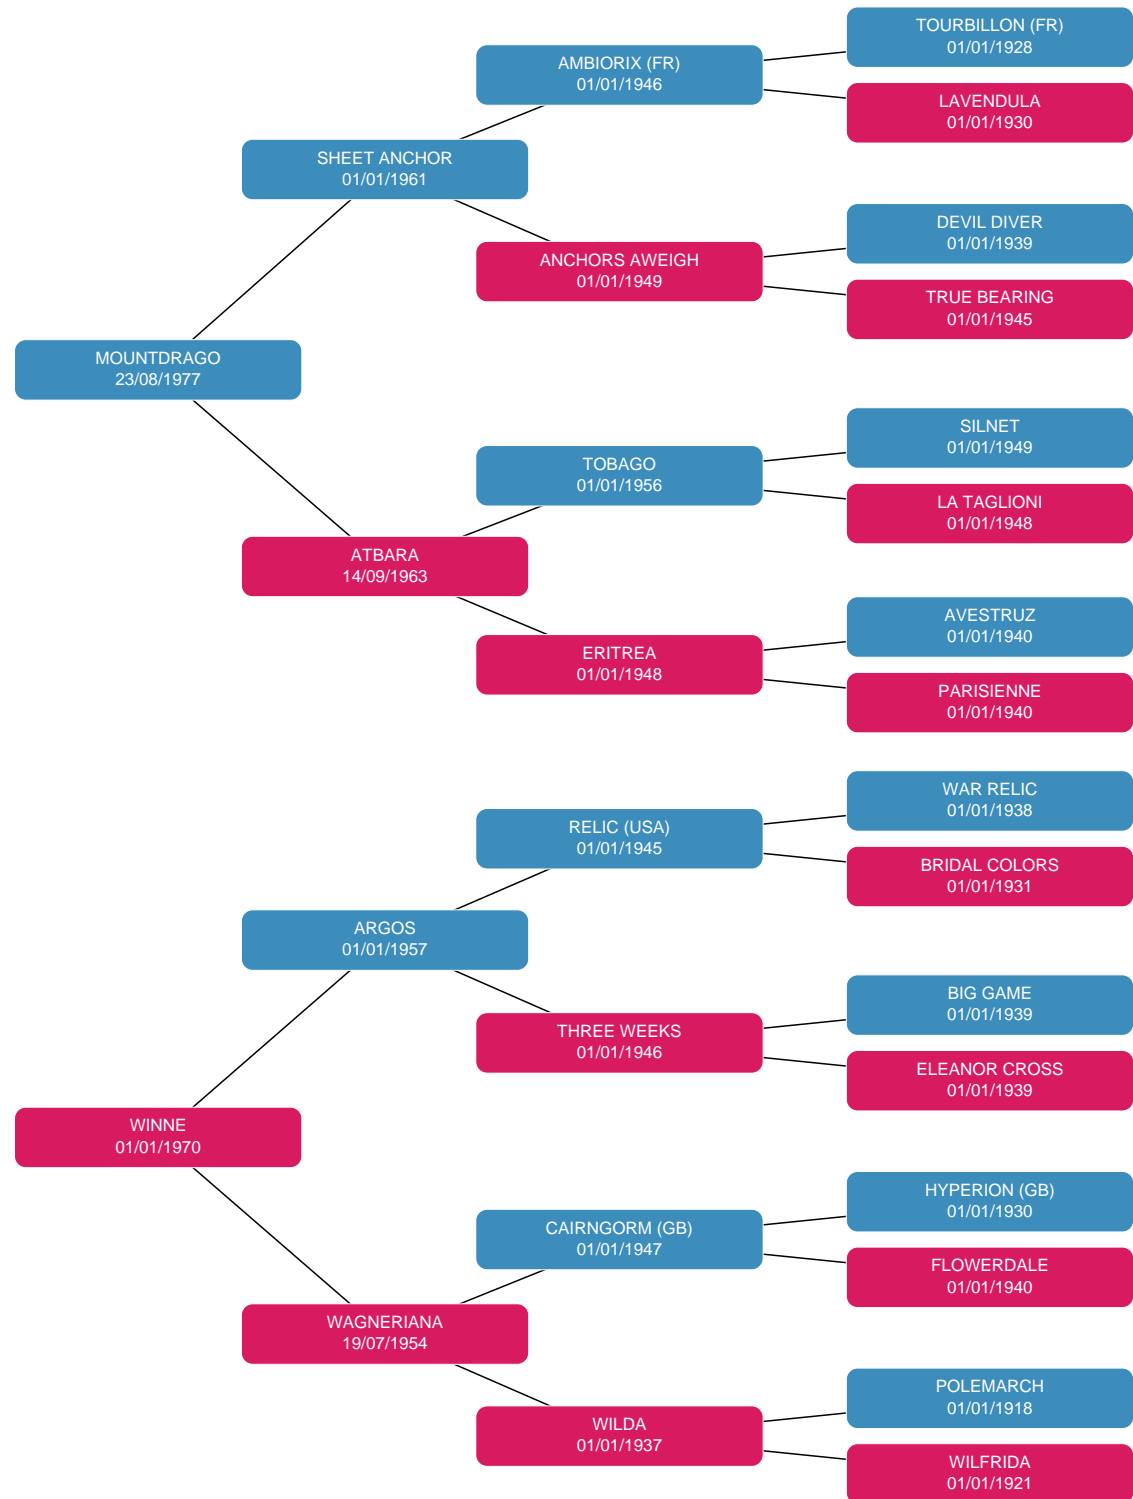 TOURBILLON (FR)
01/01/1928
AMBIORIX (FR)
01/01/1946
LAVENDULA
01/01/1930
SHEET ANCHOR
01/01/1961
DEVIL DIVER
01/01/1939
ANCHORS AWEIGH
01/01/1949
TRUE BEARING
01/01/1945
MOUNTDRAGO
23/08/1977
SILNET
01/01/1949
TOBAGO
01/01/1956
LA TAGLIONI
01/01/1948
ATBARA
14/09/1963
AVESTRUZ
01/01/1940
ERITREA
01/01/1948
PARISIENNE
01/01/1940
WAR RELIC
01/01/1938
RELIC (USA)
01/01/1945
BRIDAL COLORS
01/01/1931
ARGOS
01/01/1957
BIG GAME
01/01/1939
THREE WEEKS
01/01/1946
ELEANOR CROSS
01/01/1939
WINNE
01/01/1970
HYPERION (GB)
01/01/1930
CAIRNGORM (GB)
01/01/1947
FLOWERDALE
01/01/1940
WAGNERIANA
19/07/1954
POLEMARCH
01/01/1918
WILDA
01/01/1937
WILFRIDA
01/01/1921